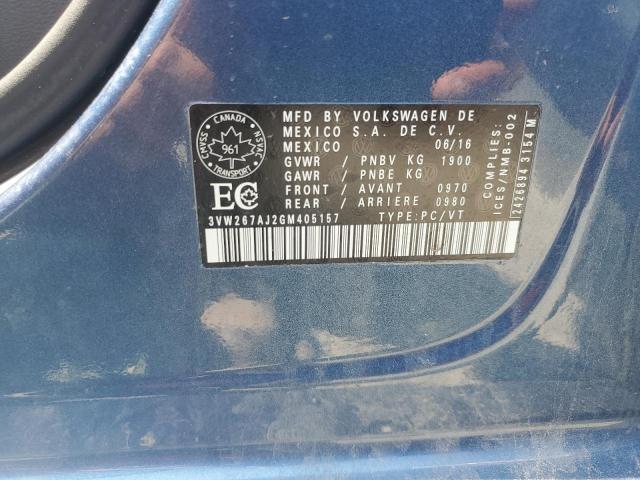 CANADA
CMVSS
NSVAC
961
TRANSPORT
EC
MFD BY VOLKSWAGEN DE
MEXICO S.A. DE C.V.
MEXICO 06/16
GVWR / PNBV KG 1900
GAWR / PNBE KG
FRONT / AVANT 0970
REAR / ARRIERE 0980
3VW267AJ2GM405157 TYPE:PC/VT
COMPLIES:
ICES/NMB-002
2426894 3154 M